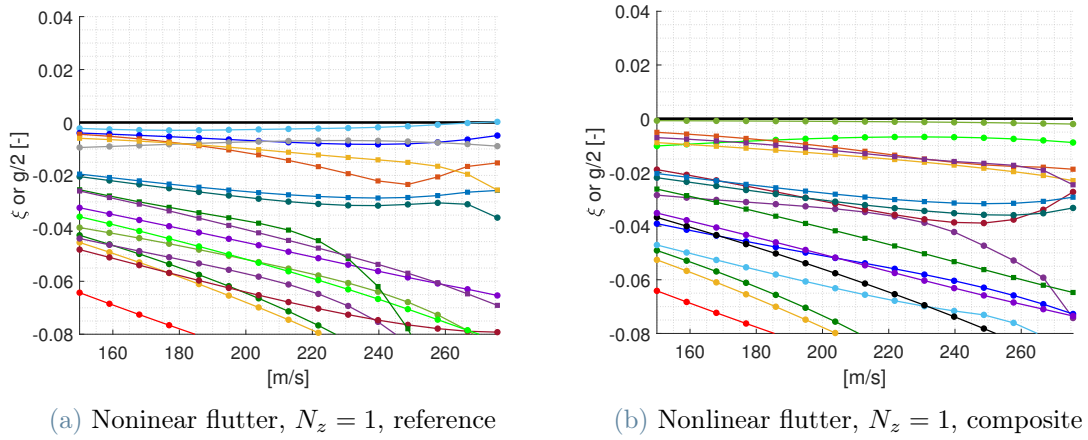 0.04
0.02
0
-0.02
-0.04
-0.06
-0.08
ξ or g/2 [-]
160 180 200 220 240 260
[m/s]
(a) Noninear flutter, N_z = 1, reference
0.04
0.02
0
-0.02
-0.04
-0.06
-0.08
ξ or g/2 [-]
160 180 200 220 240 260
[m/s]
(b) Nonlinear flutter, N_z = 1, composite